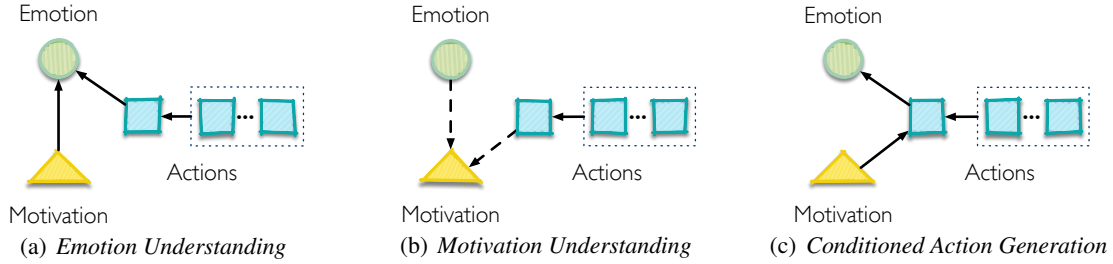 Emotion
Actions
Motivation
(a) Emotion Understanding
Emotion
Actions
Motivation
(b) Motivation Understanding
Emotion
Actions
Motivation
(c) Conditioned Action Generation